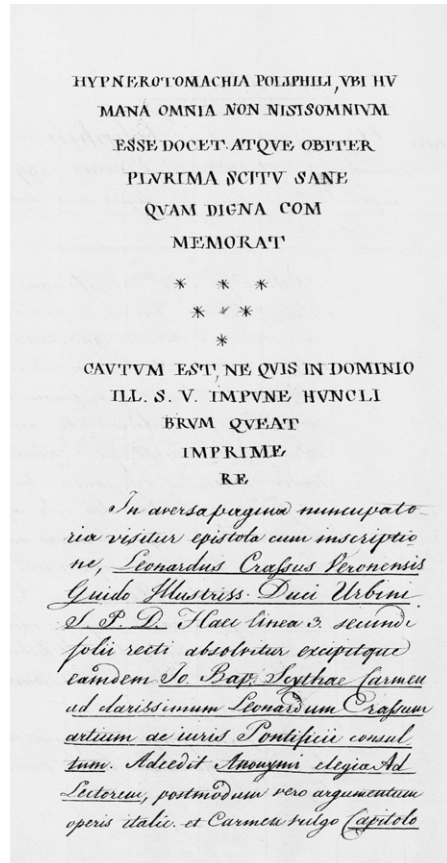 HYPNEROTOMACHIA POLIPHILI, VBI HV
MANA OMNIA NON NISI SOMNIVM
ESSE DOCET. ATQVE OBITER
PLVRIMA SCITV SANE
QVAM DIGNA COM
MEMORAT
* * *
* * *
*
CAVTVM EST, NE QVIS IN DOMINIO
ILL. S. V. IMPVNE HVNC LI
BRVM QVEAT
IMPRIME
RE
In aversa pagina nuncupato
ria visitur epistola cum inscriptio
ne, Leonardus Crassus Veronensis
Guido Illustriss. Duci Urbini
S. P. D. Haec linea 3. secundi
folii recti absolvitur excipitque
eamdem Jo. Bap. Scythae Carmen
ad clarissimum Leonardum Crassum
artium ac iuris Pontificii consul-
tum. Adcedit Anonymi elegia Ad
Lectorem, postmodum vero argumentum
operis italic. et Carmen vulgo Capitolo